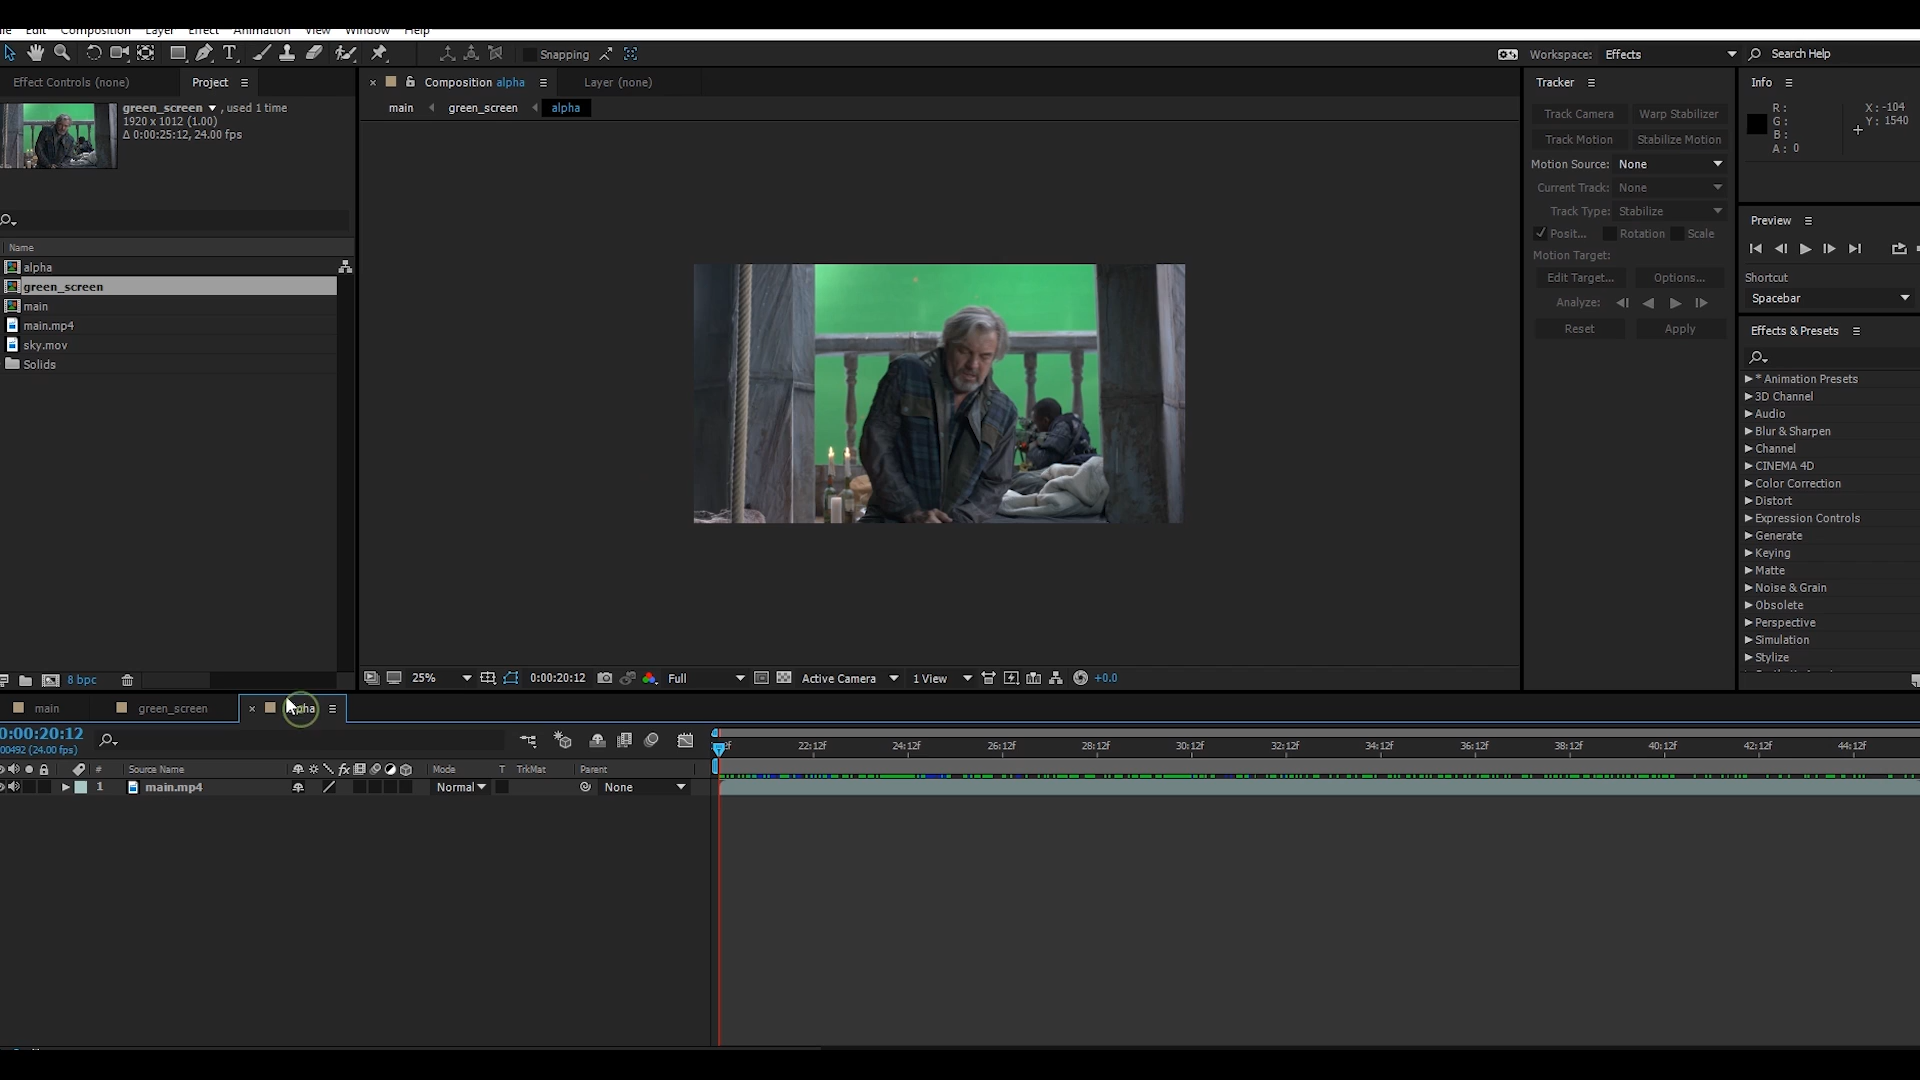 Edit Composition Layer Effect Animation View Window Help
Snapping
Workspace: Effects
Search Help
Effect Controls (none)
Project
Composition alpha
Layer (none)
Tracker
Info
green_screen , used 1 time
1920 x 1012 (1.00)
Δ 0:00:25:12, 24.00 fps
main
green_screen
alpha
Track Camera
Warp Stabilizer
Track Motion
Stabilize Motion
Motion Source: None
Current Track: None
Track Type: Stabilize
Posit...
Rotation
Scale
Motion Target:
Edit Target...
Options...
Analyze:
Reset
Apply
R:
G:
B:
A: 0
X: -104
Y: 1540
Preview
Shortcut
Spacebar
Effects & Presets
* Animation Presets
3D Channel
Audio
Blur & Sharpen
Channel
CINEMA 4D
Color Correction
Distort
Expression Controls
Generate
Keying
Matte
Noise & Grain
Obsolete
Perspective
Simulation
Stylize
Name
alpha
green_screen
main
main.mp4
sky.mov
Solids
8 bpc
25%
0:00:20:12
Full
Active Camera
1 View
+0.0
main
green_screen
alpha
0:00:20:12
00492 (24.00 fps)
22:12f
24:12f
26:12f
28:12f
30:12f
32:12f
34:12f
36:12f
38:12f
40:12f
42:12f
44:12f
#
Source Name
Mode
T
TrkMat
Parent
1
main.mp4
Normal
None